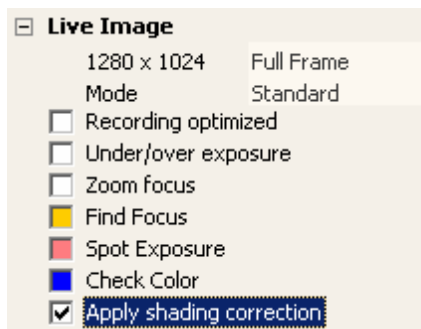 Live Image
1280 x 1024 Full Frame
Mode Standard
Recording optimized
Under/over exposure
Zoom focus
Find Focus
Spot Exposure
Check Color
Apply shading correction